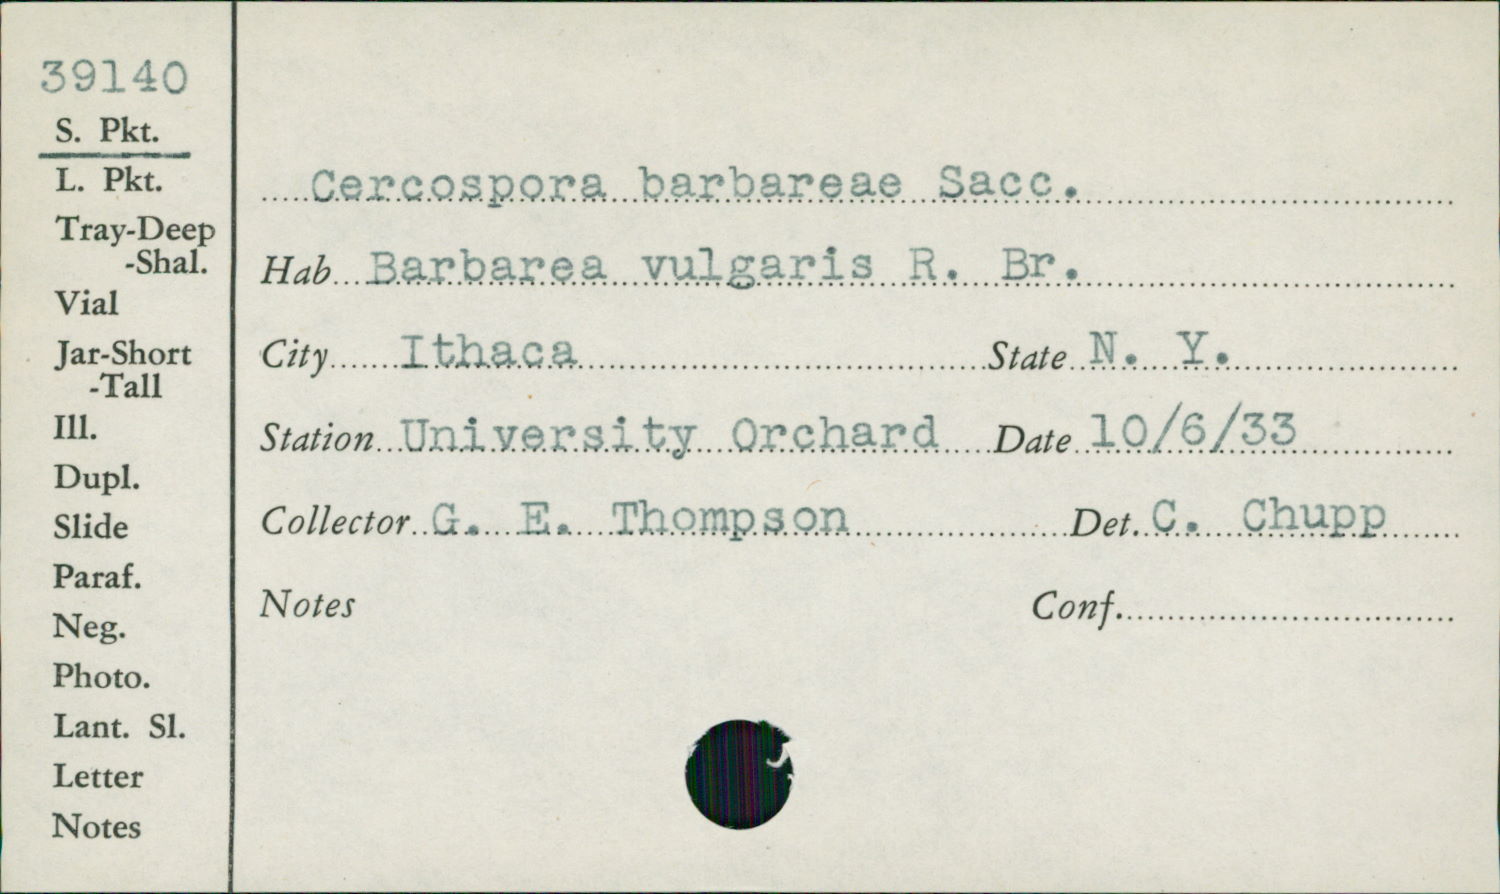 39140
S. Pkt.
L. Pkt.
Tray-Deep
-Shal.
Vial
Jar-Short
-Tall
Ill.
Dupl.
Slide
Paraf.
Neg.
Photo.
Lant. Sl.
Letter
Notes
Cercospora barbareae Sacc.
Hab Barbarea vulgaris R. Br.
City Ithaca State N. Y.
Station University Orchard Date 10/6/33
Collector G. E. Thompson Det. C. Chupp
Notes Conf.